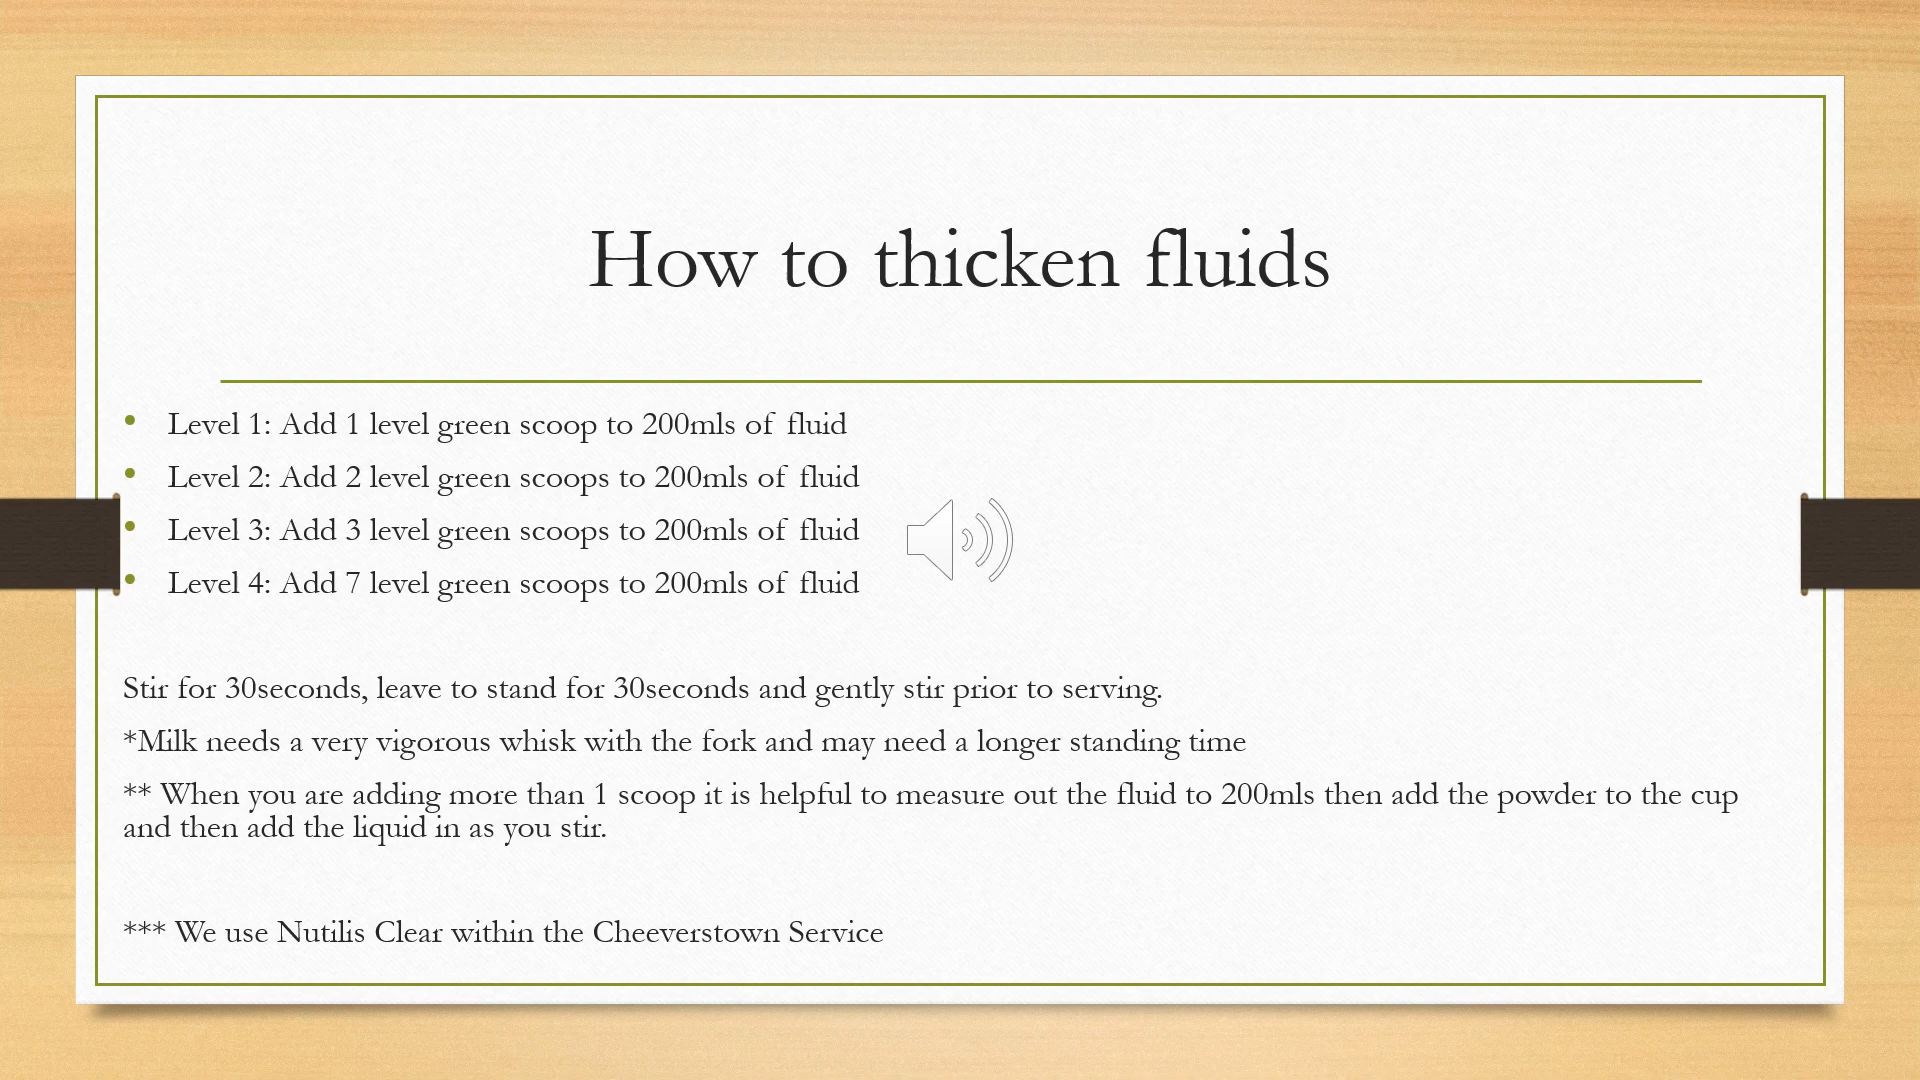 How to thicken fluids
• Level 1: Add 1 level green scoop to 200mls of fluid
• Level 2: Add 2 level green scoops to 200mls of fluid
• Level 3: Add 3 level green scoops to 200mls of fluid
• Level 4: Add 7 level green scoops to 200mls of fluid
Stir for 30seconds, leave to stand for 30seconds and gently stir prior to serving.
*Milk needs a very vigorous whisk with the fork and may need a longer standing time
** When you are adding more than 1 scoop it is helpful to measure out the fluid to 200mls then add the powder to the cup
and then add the liquid in as you stir.
*** We use Nutilis Clear within the Cheeverstown Service